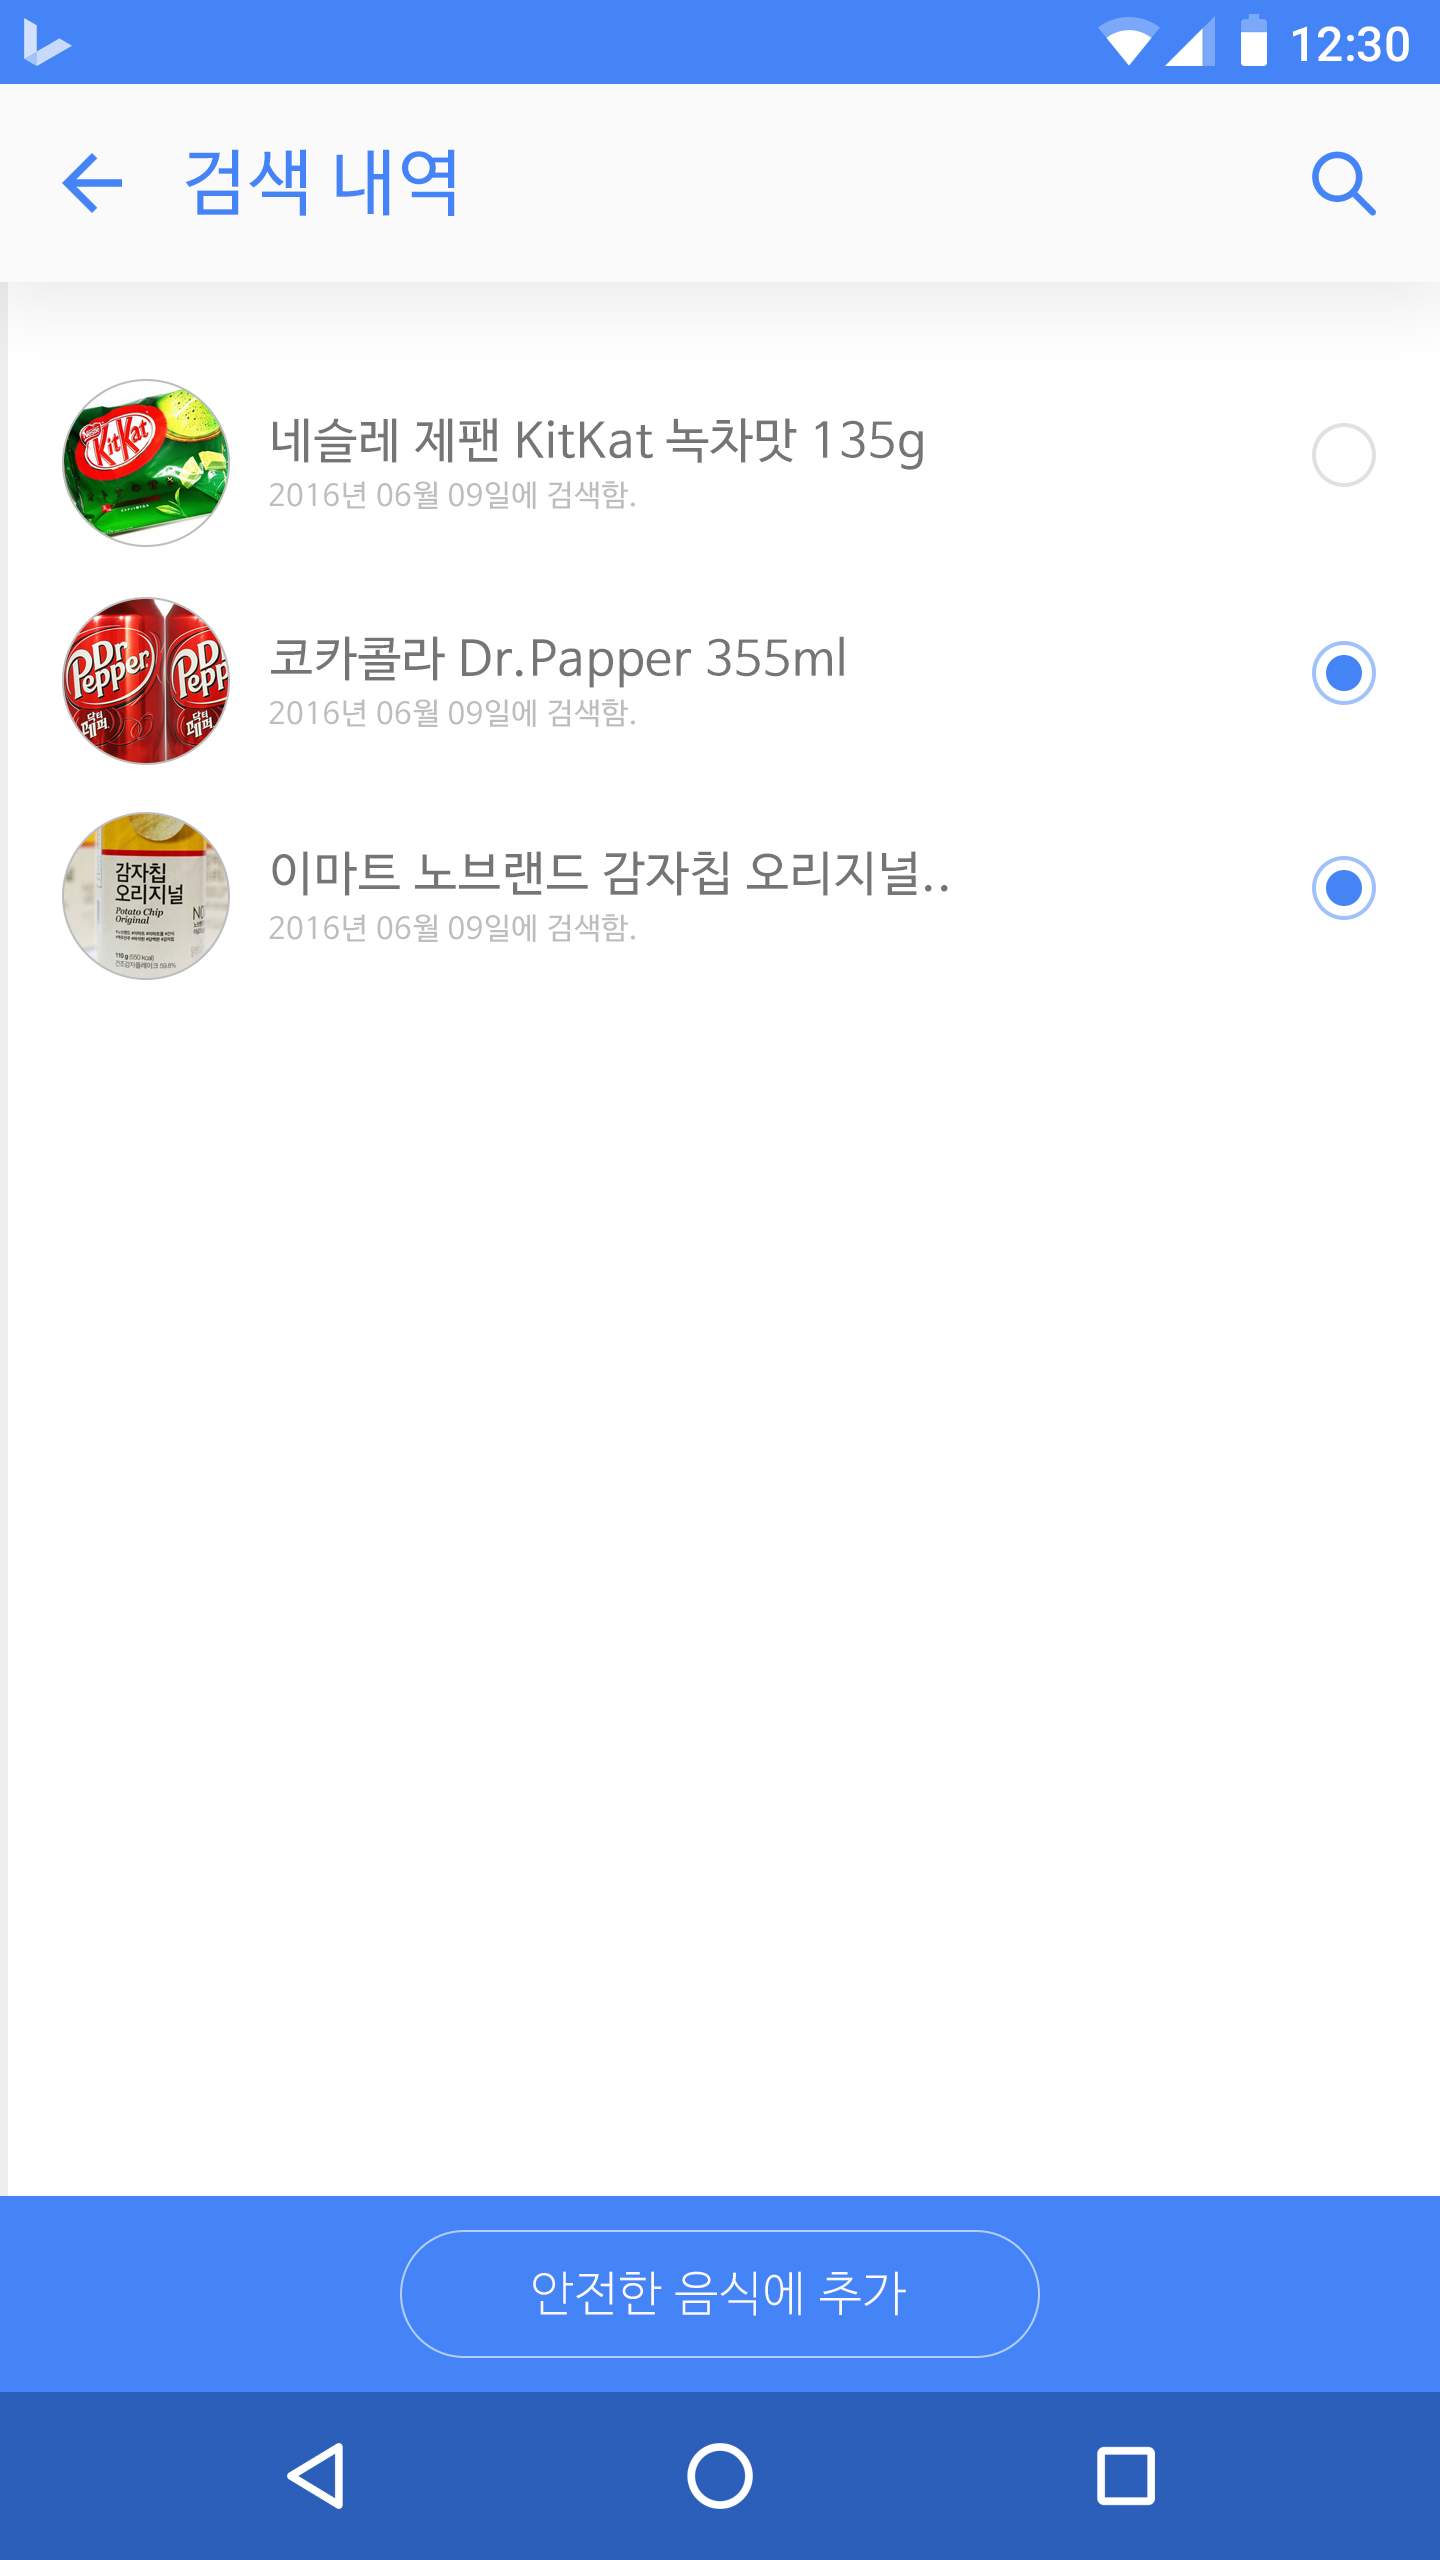 12:30
검색 내역
네슬레 제팬 KitKat 녹차맛 135g
2016년 06월 09일에 검색함.
KitKat
코카콜라 Dr.Papper 355ml
2016년 06월 09일에 검색함.
Dr Pepper
닥터
페퍼
이마트 노브랜드 감자칩 오리지널..
2016년 06월 09일에 검색함.
감자칩
오리지널
Potato Chip
Original
NO
110 g (550 kcal)
안전한 음식에 추가